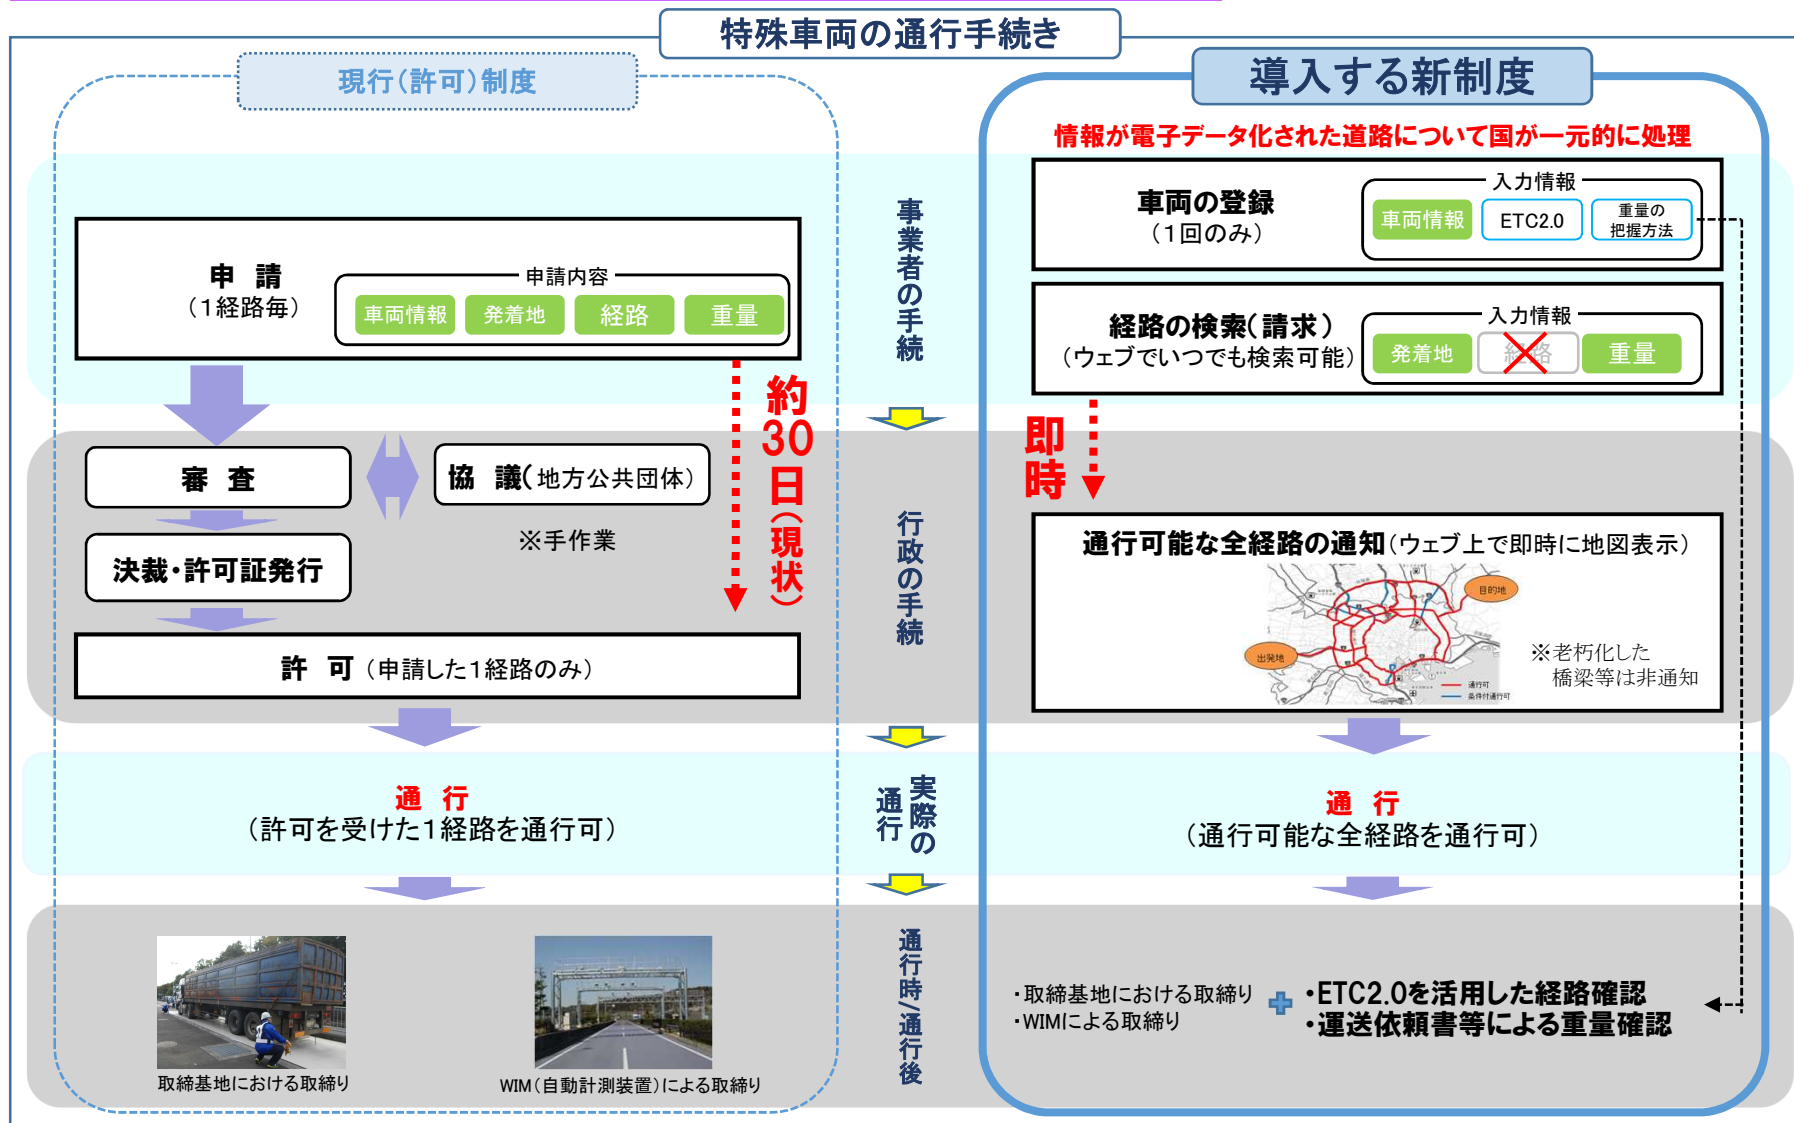 特殊車両の通行手続き
現行(許可)制度
申 請
(1経路毎)
申請内容
車両情報
発着地
経路
重量
約30日(現状)
審 査
協 議(地方公共団体)
※手作業
決裁・許可証発行
許 可 (申請した1経路のみ)
通 行
(許可を受けた1経路を通行可)
取締基地における取締り
WIM(自動計測装置)による取締り
事業者の手続
行政の手続
実際の
通行
通行時/通行後
導入する新制度
情報が電子データ化された道路について国が一元的に処理
車両の登録
(1回のみ)
入力情報
車両情報
ETC2.0
重量の
把握方法
経路の検索(請求)
(ウェブでいつでも検索可能)
入力情報
発着地
経路
重量
即時
通行可能な全経路の通知(ウェブ上で即時に地図表示)
目的地
出発地
通行可
条件付通行可
※老朽化した
橋梁等は非通知
通 行
(通行可能な全経路を通行可)
・取締基地における取締り
・WIMによる取締り
・ETC2.0を活用した経路確認
・運送依頼書等による重量確認